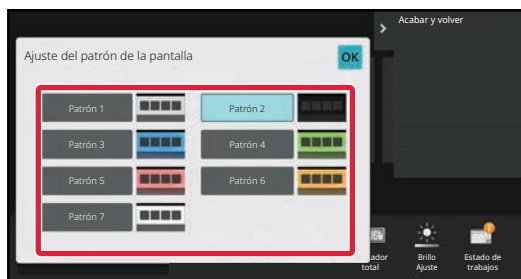 Acabar y volver
Ajuste del patrón de la pantalla
OK
Patrón 1
Patrón 2
Patrón 3
Patrón 4
Patrón 5
Patrón 6
Patrón 7
total
Brillo
Ajuste
Estado de
trabajos